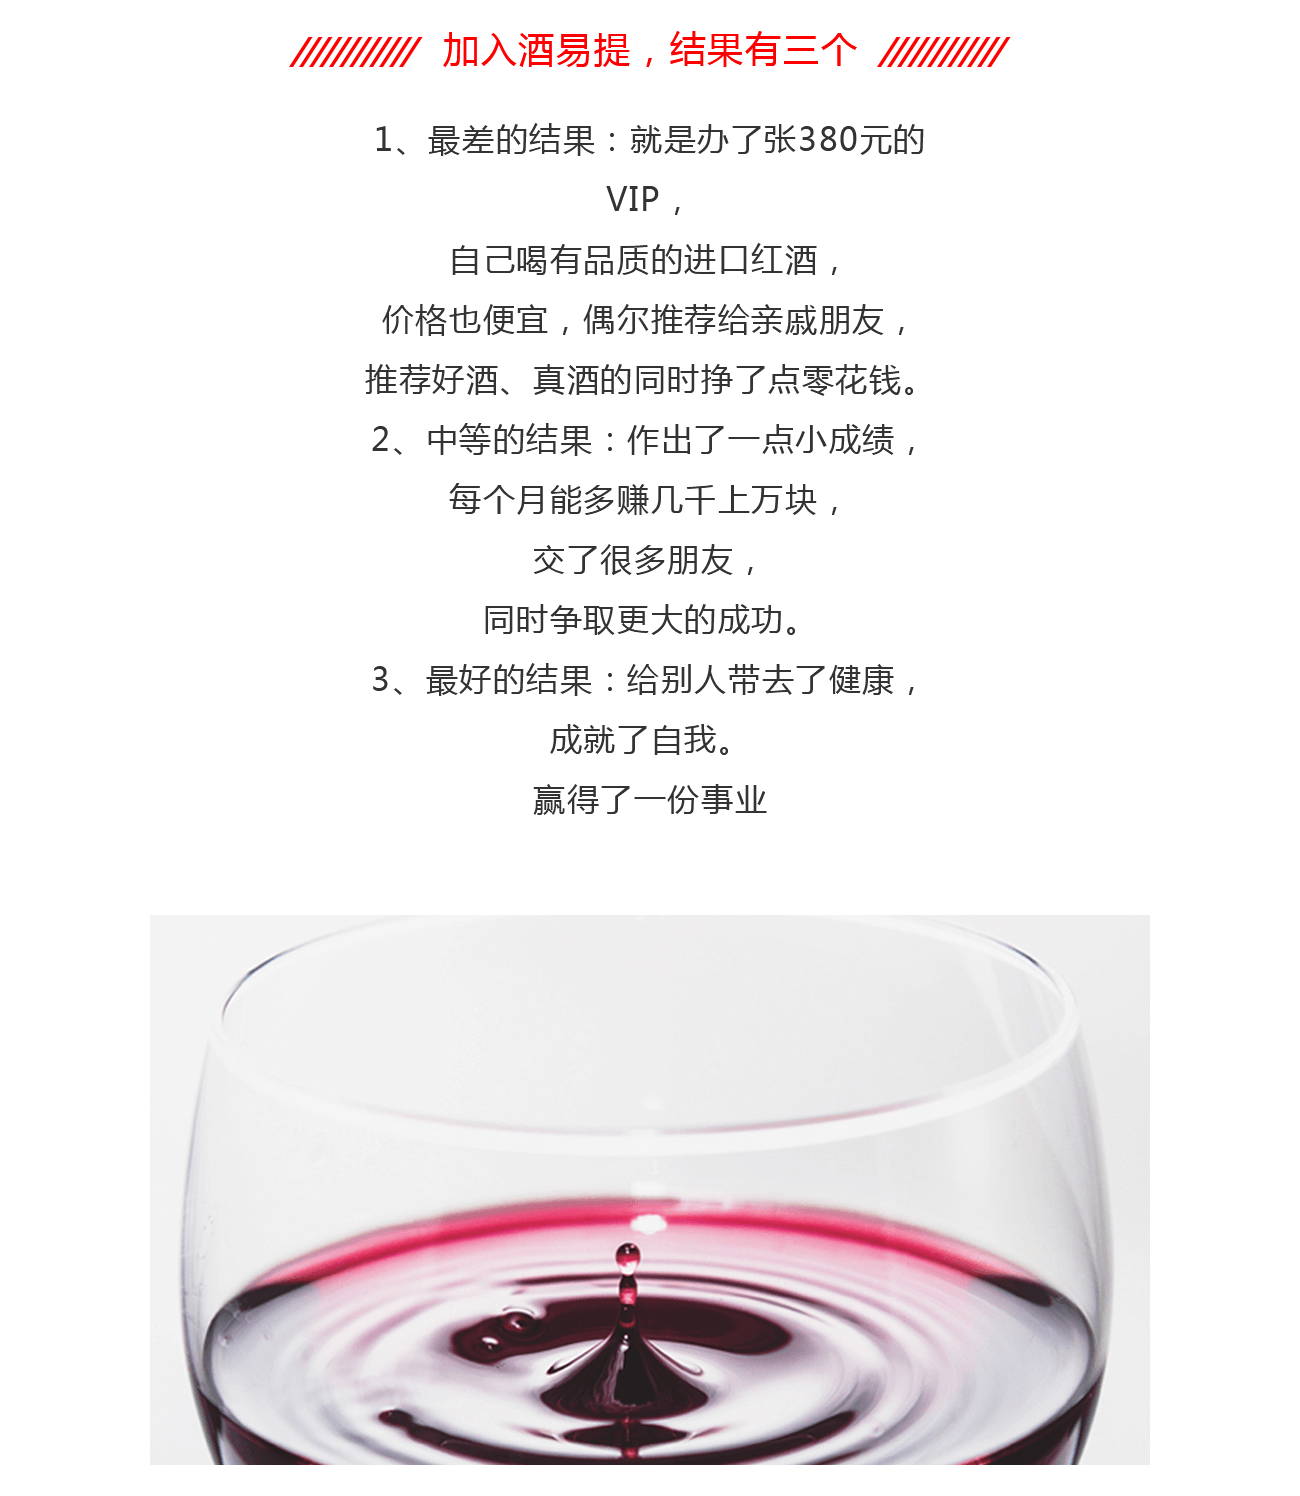 加入酒易提，结果有三个
1、最差的结果：就是办了张380元的
VIP，
自己喝有品质的进口红酒，
价格也便宜，偶尔推荐给亲戚朋友，
推荐好酒、真酒的同时挣了点零花钱。
2、中等的结果：作出了一点小成绩，
每个月能多赚几千上万块，
交了很多朋友，
同时争取更大的成功。
3、最好的结果：给别人带去了健康，
成就了自我。
赢得了一份事业